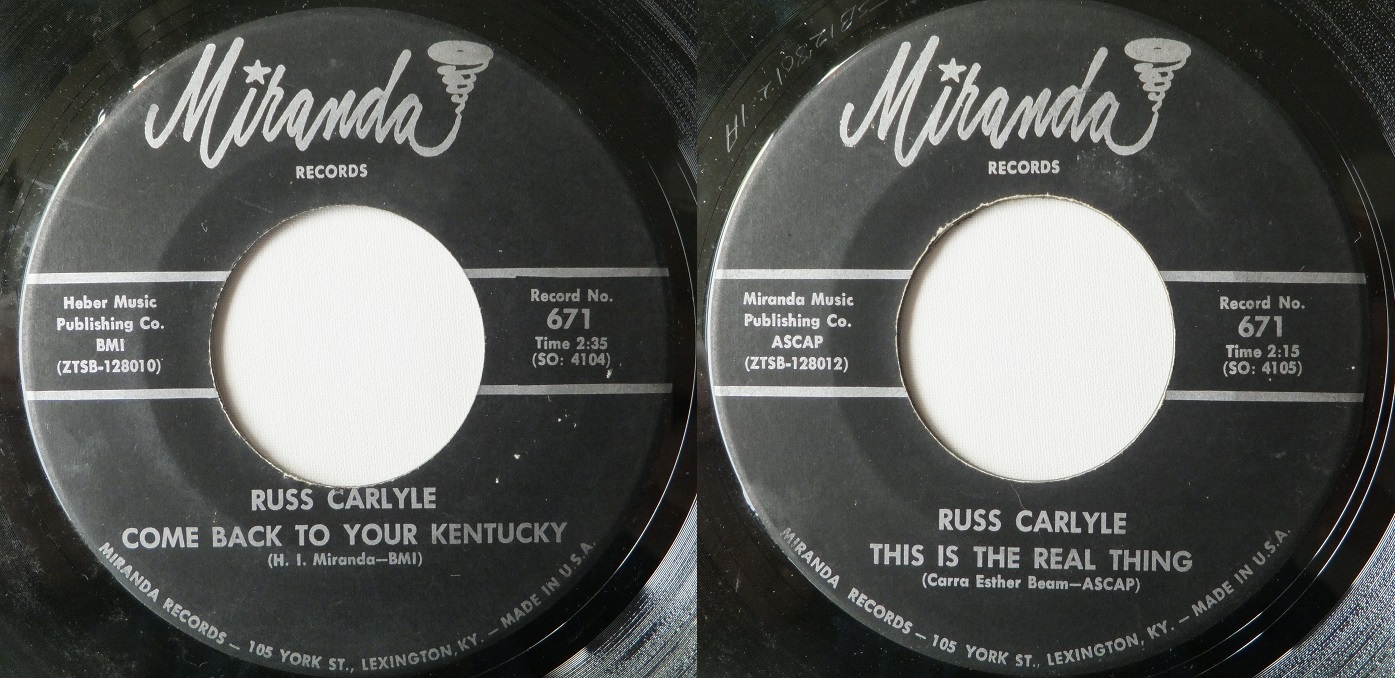 Miranda
RECORDS
Heber Music
Publishing Co.
BMI
(ZTSB-128010)
Record No.
671
Time 2:35
(SO: 4104)
RUSS CARLYLE
COME BACK TO YOUR KENTUCKY
(H. I. Miranda—BMI)
MIRANDA RECORDS — 105 YORK ST., LEXINGTON, KY. — MADE IN U.S.A.
Miranda
RECORDS
Miranda Music
Publishing Co.
ASCAP
(ZTSB-128012)
Record No.
671
Time 2:15
(SO: 4105)
RUSS CARLYLE
THIS IS THE REAL THING
(Carra Esther Beam—ASCAP)
MIRANDA RECORDS — 105 YORK ST., LEXINGTON, KY. — MADE IN U.S.A.